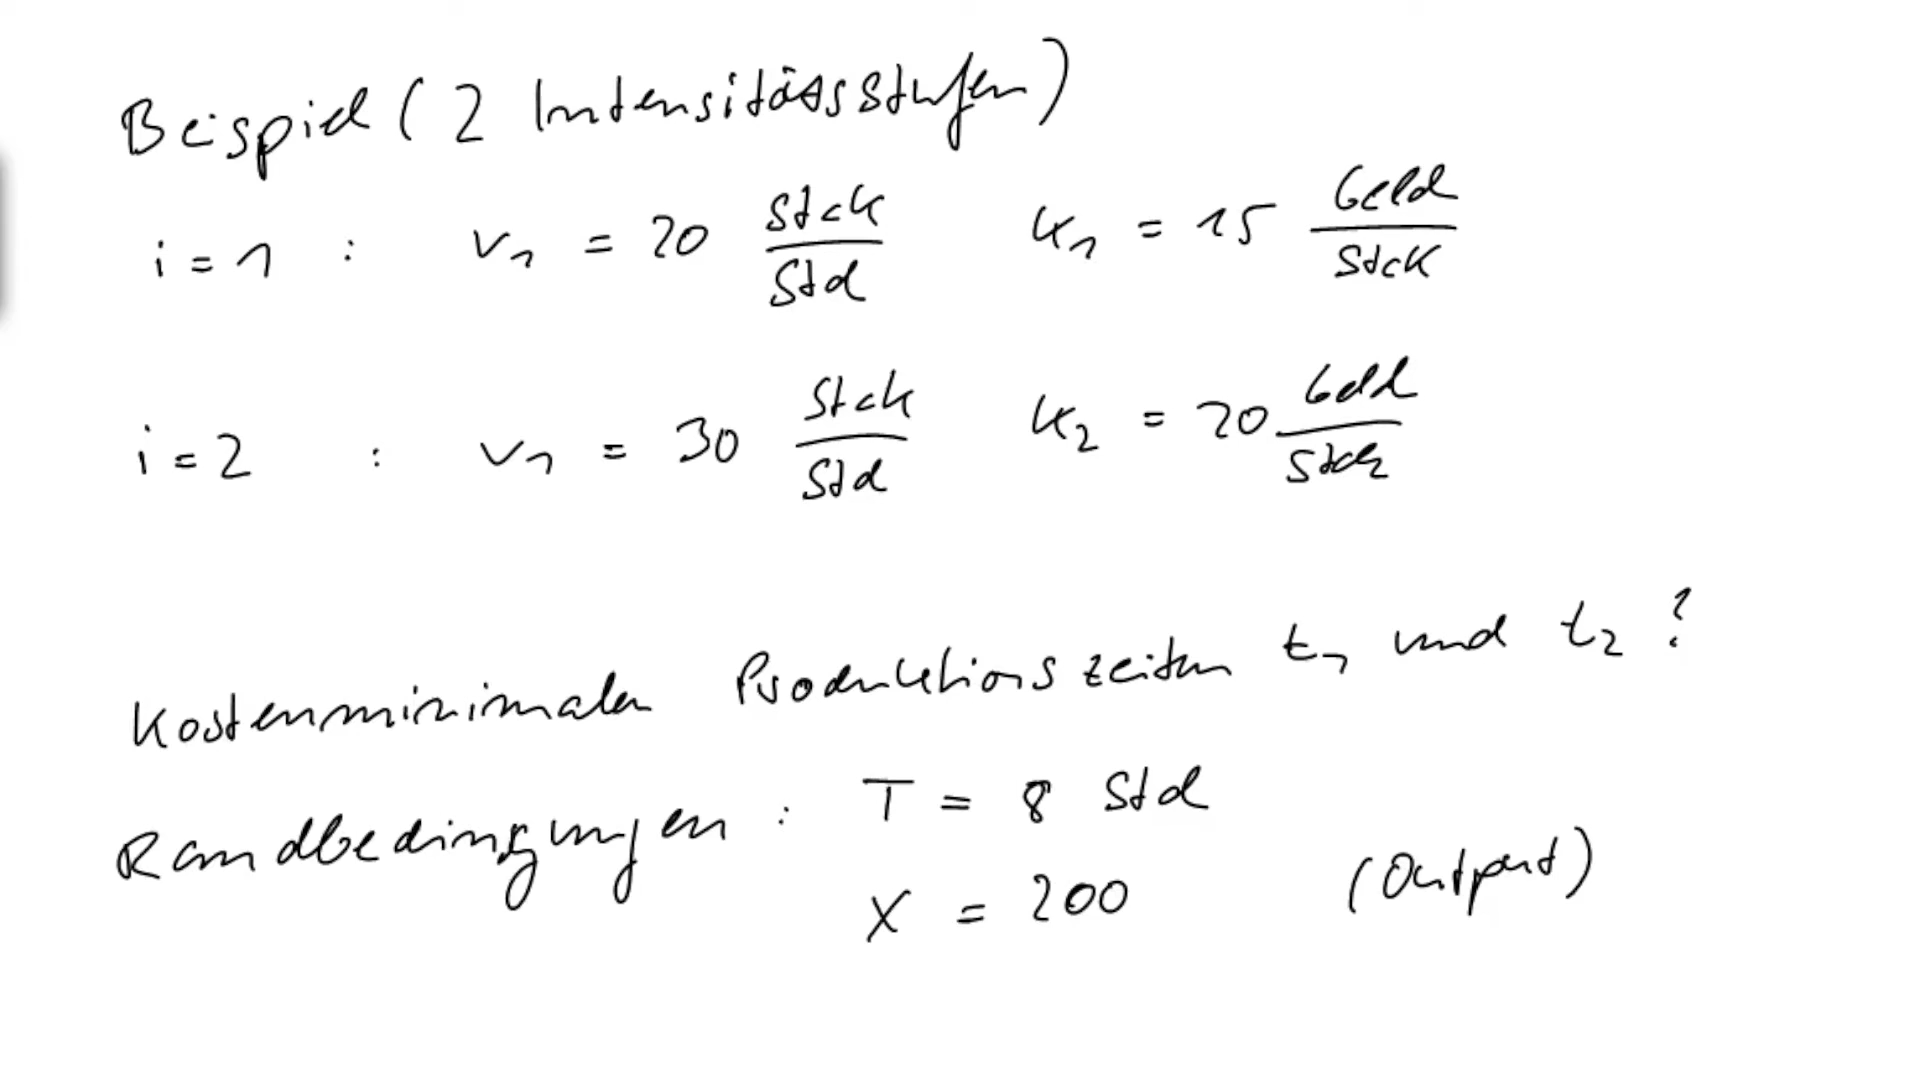 Beispiel (2 Intensitätsstufen)
i = 1 : v₁ = 20 Stck/Std k₁ = 15 Geld/Stck
i = 2 : v₁ = 30 Stck/Std k₂ = 20 Geld/Stck
Kostenminimalen Produktionszeiten t₁ und t₂ ?
Randbedingungen : T = 8 Std
X = 200 (Output)